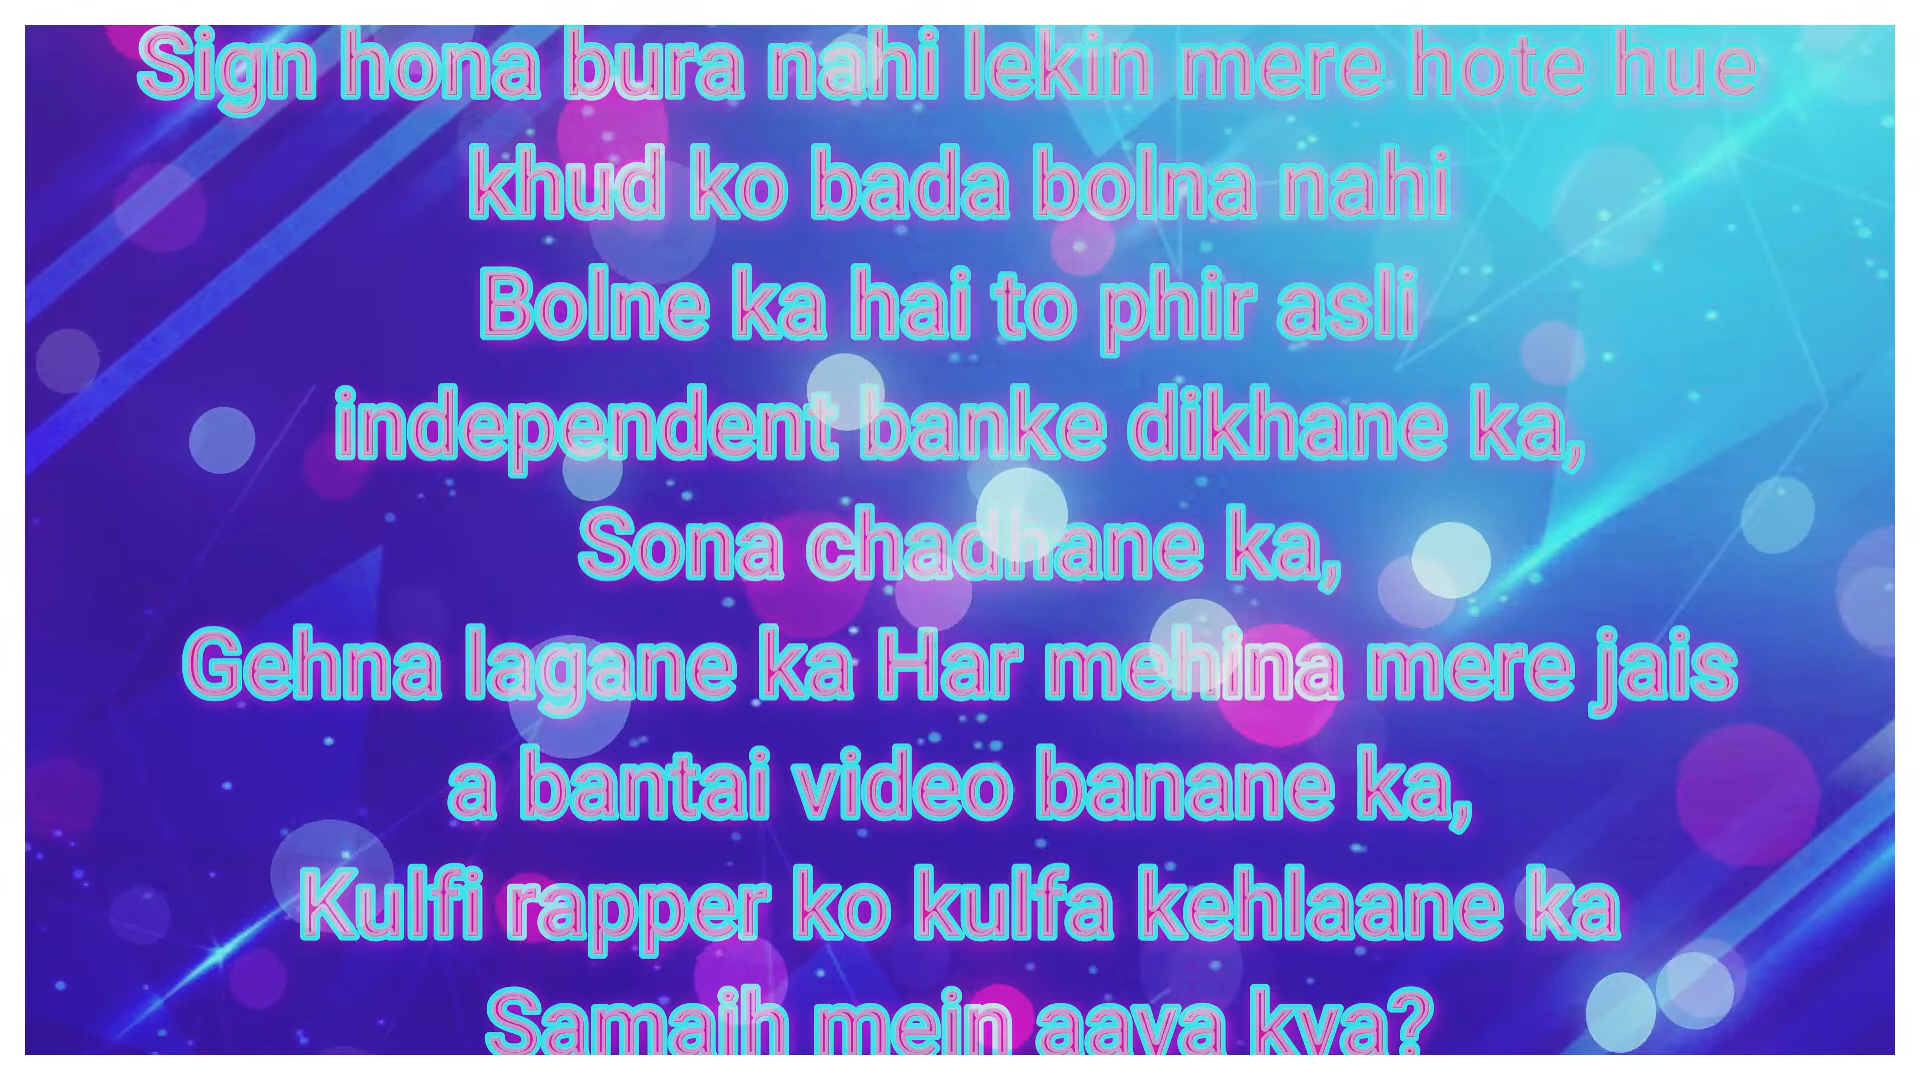 Sign hona bura nahi lekin mere hote hue
khud ko bada bolna nahi
Bolne ka hai to phir asli
independent banke dikhane ka,
Sona chadhane ka,
Gehna lagane ka Har mehina mere jais
a bantai video banane ka,
Kulfi rapper ko kulfa kehlaane ka
Samajh mein aaya kya?